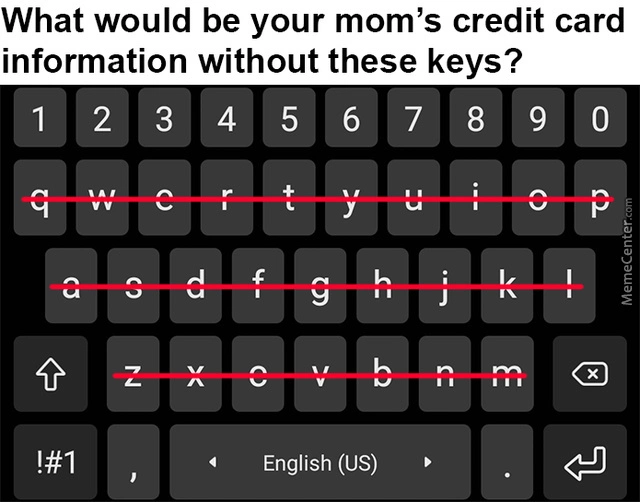 What would be your mom's credit card
information without these keys?
1 2 3 4 5 6 7 8 9 0
q w e r t y u i o p
a s d f g h j k l
z x c v b n m
!#1 , English (US) .
MemeCenter.com